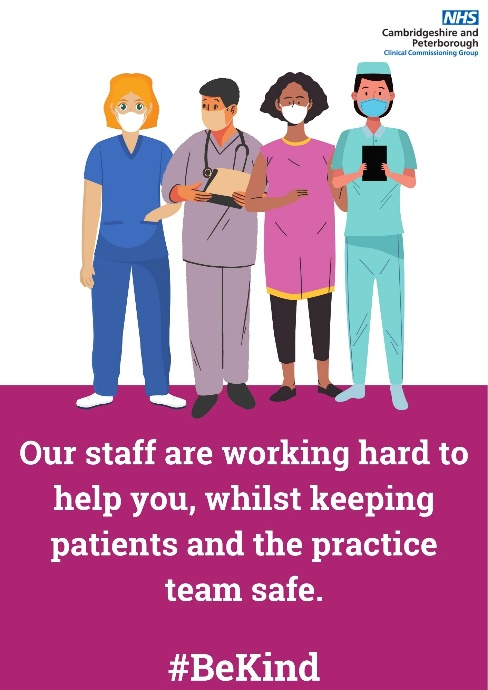 NHS
Cambridgeshire and
Peterborough
Clinical Commissioning Group
Our staff are working hard to
help you, whilst keeping
patients and the practice
team safe.
#BeKind